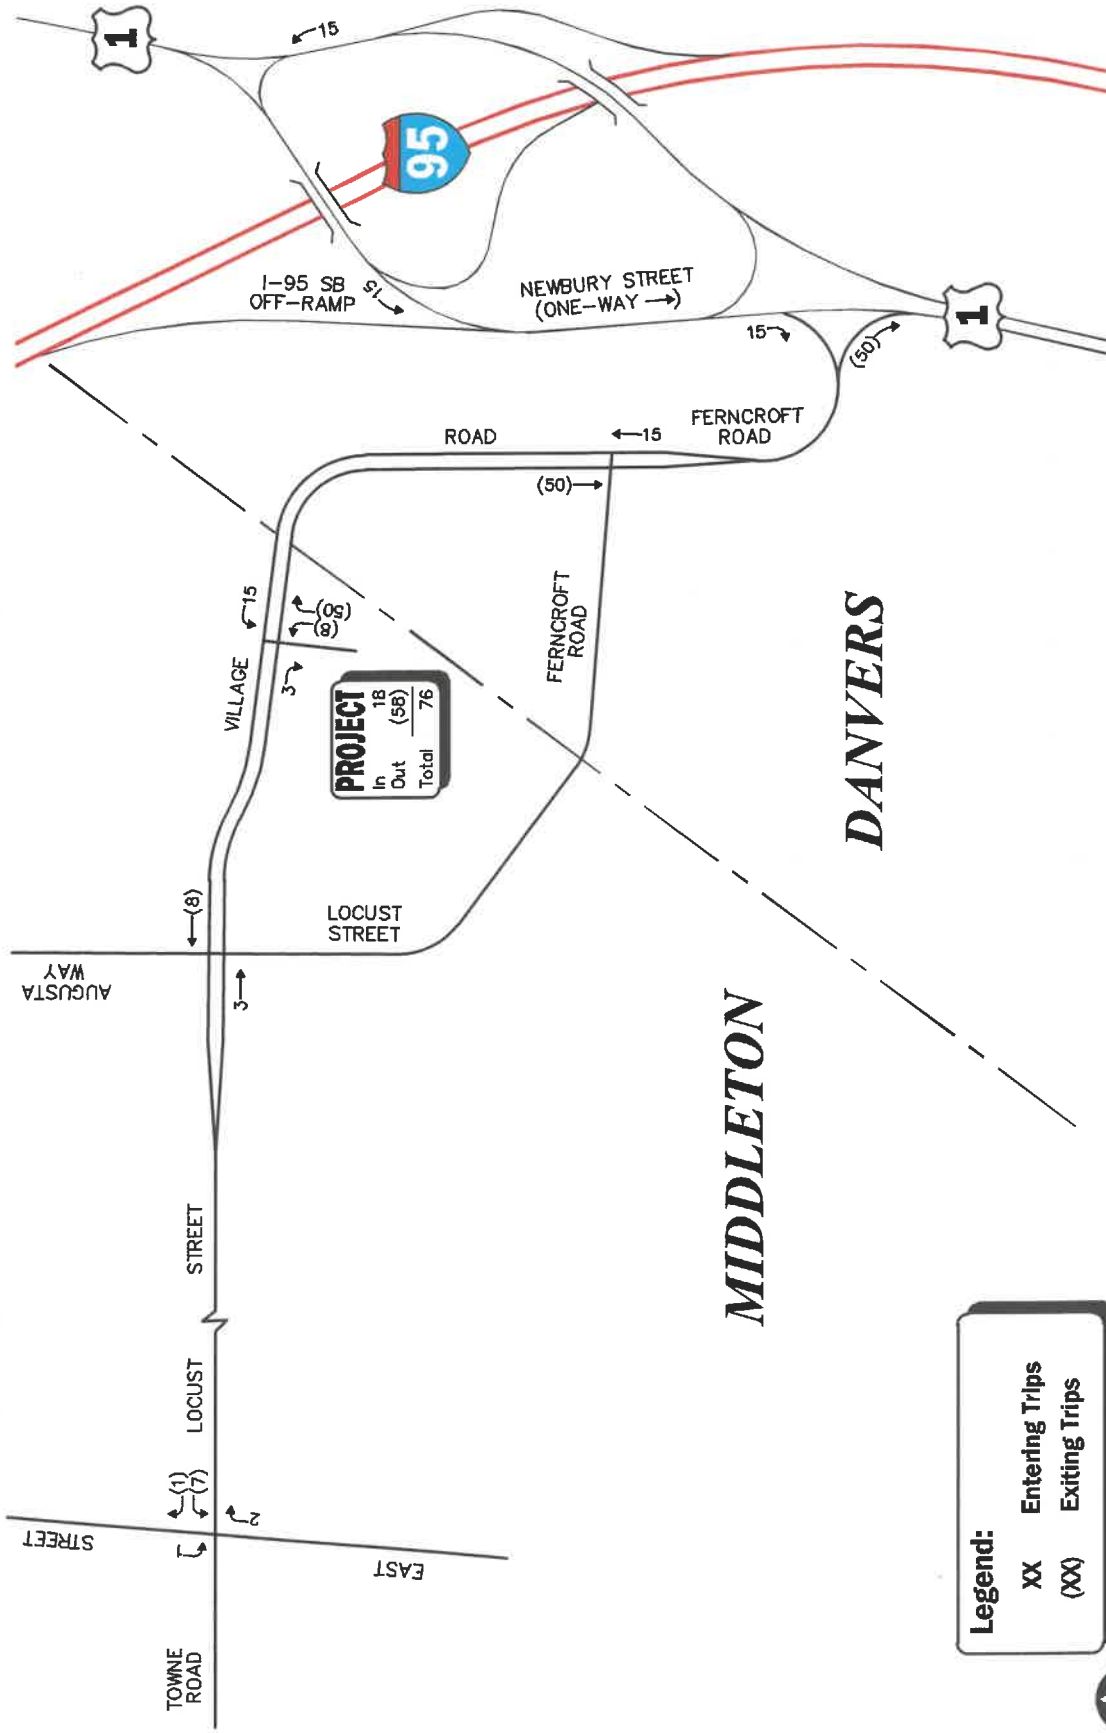 1
15
95
I-95 SB
OFF-RAMP
15
NEWBURY STREET
(ONE-WAY →)
15
(50)
1
ROAD
←15
FERNCROFT
ROAD
(50)→
15
(50)
(8)
3
VILLAGE
PROJECT
In 18
Out (58)
Total 76
FERNCROFT
ROAD
DANVERS
←(8)
3→
AUGUSTA
WAY
LOCUST
STREET
MIDDLETON
STREET
LOCUST
(1)
(7)
2
1
STREET
EAST
TOWNE
ROAD
Legend:
XX Entering Trips
(XX) Exiting Trips